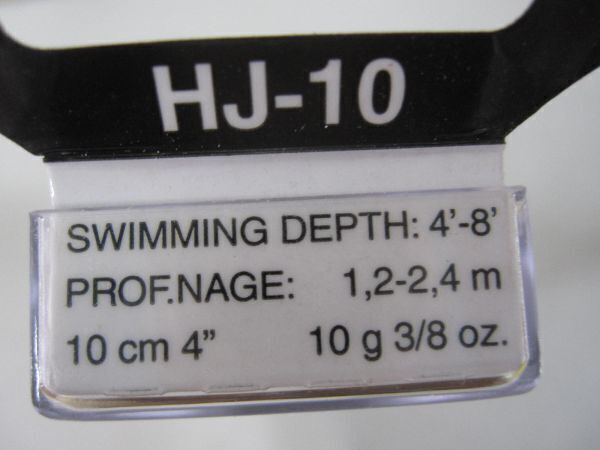 HJ-10
SWIMMING DEPTH: 4'-8'
PROF.NAGE: 1,2-2,4 m
10 cm 4” 10 g 3/8 oz.